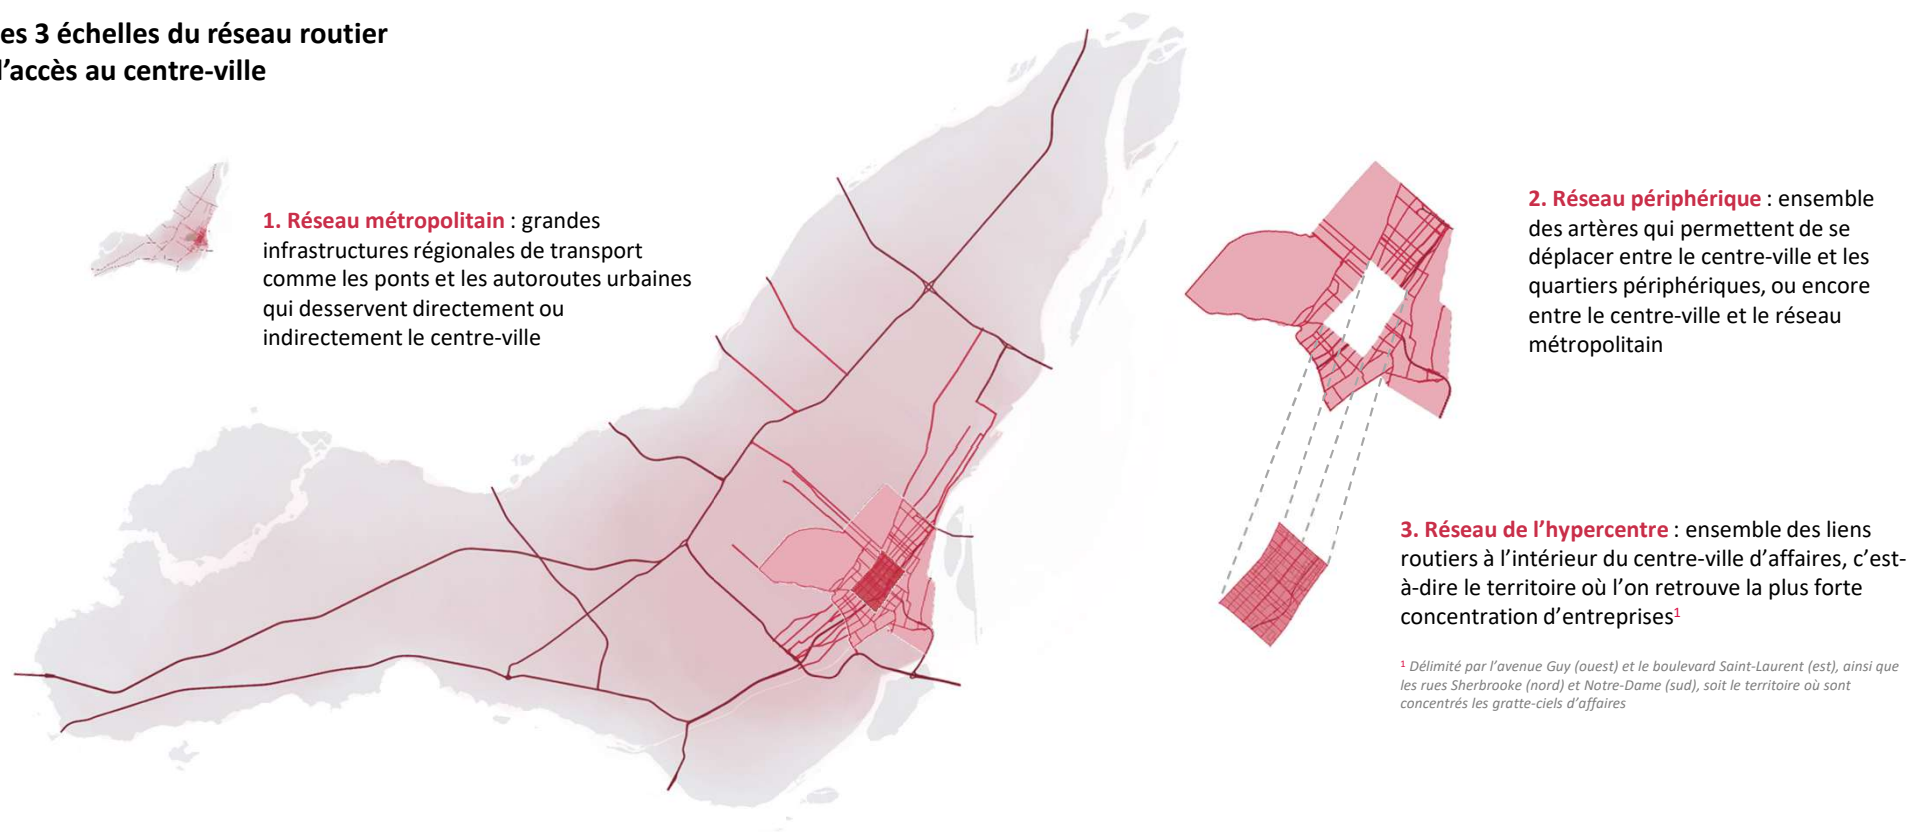 es 3 échelles du réseau routier
l’accès au centre-ville
1. Réseau métropolitain : grandes
infrastructures régionales de transport
comme les ponts et les autoroutes urbaines
qui desservent directement ou
indirectement le centre-ville
2. Réseau périphérique : ensemble
des artères qui permettent de se
déplacer entre le centre-ville et les
quartiers périphériques, ou encore
entre le centre-ville et le réseau
métropolitain
3. Réseau de l’hypercentre : ensemble des liens
routiers à l’intérieur du centre-ville d’affaires, c’est-
à-dire le territoire où l’on retrouve la plus forte
concentration d’entreprises¹
¹ Délimité par l’avenue Guy (ouest) et le boulevard Saint-Laurent (est), ainsi que
les rues Sherbrooke (nord) et Notre-Dame (sud), soit le territoire où sont
concentrés les gratte-ciels d’affaires